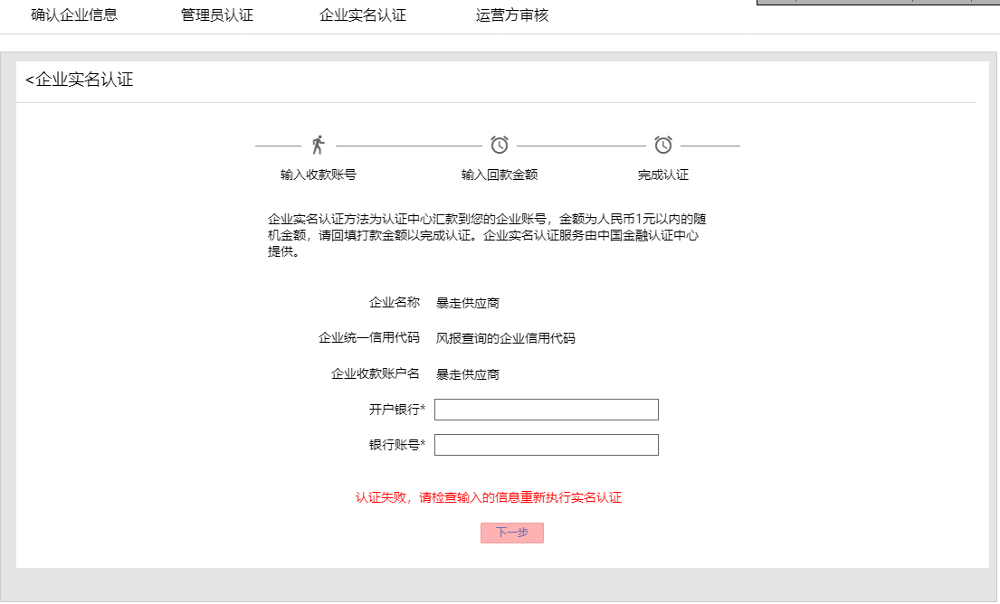 确认企业信息 管理员认证 企业实名认证 运营方审核
<企业实名认证
输入收款账号 输入回款金额 完成认证
企业实名认证方法为认证中心汇款到您的企业账号，金额为人民币1元以内的随
机金额，请回填打款金额以完成认证。企业实名认证服务由中国金融认证中心
提供。
企业名称 暴走供应商
企业统一信用代码 风报查询的企业信用代码
企业收款账户名 暴走供应商
开户银行*
银行账号*
认证失败，请检查输入的信息重新执行实名认证
下一步